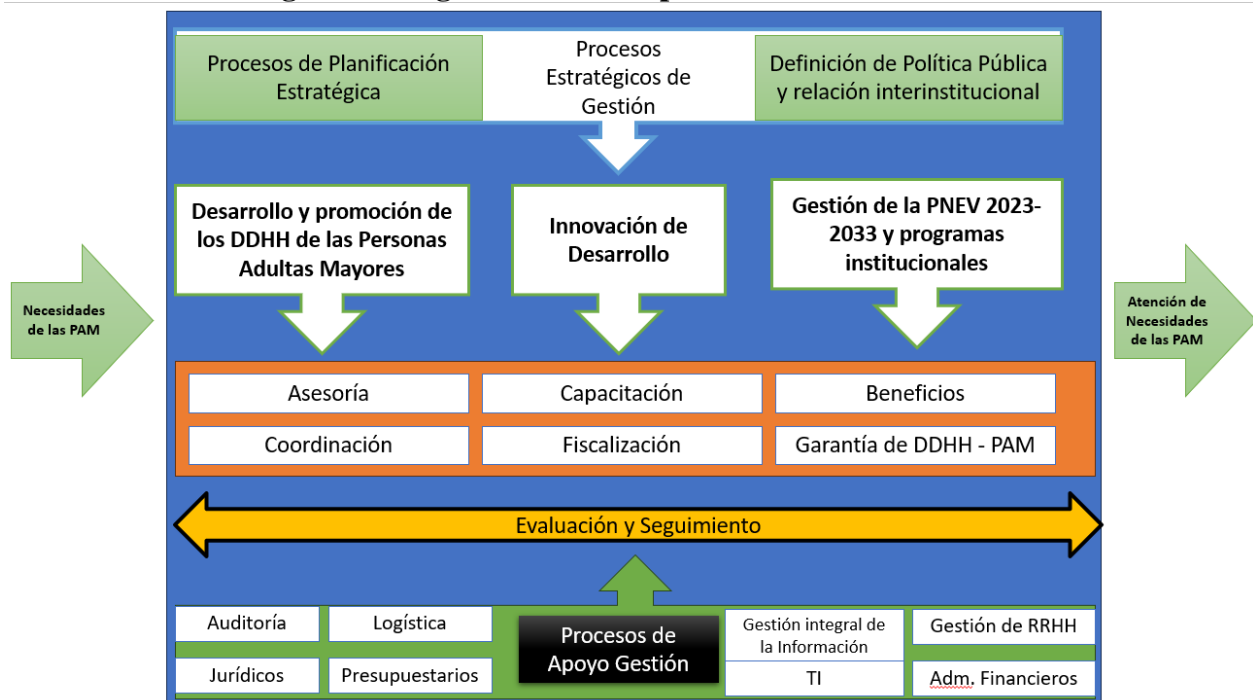 Procesos de Planificación
Estratégica
Procesos
Estratégicos de
Gestión
Definición de Política Pública
y relación interinstitucional
Desarrollo y promoción de
los DDHH de las Personas
Adultas Mayores
Innovación de
Desarrollo
Gestión de la PNEV 2023-
2033 y programas
institucionales
Necesidades
de las PAM
Atención de
Necesidades
de las PAM
Asesoría
Capacitación
Beneficios
Coordinación
Fiscalización
Garantía de DDHH - PAM
Evaluación y Seguimiento
Auditoría
Logística
Procesos de
Apoyo Gestión
Gestión integral de
la Información
Gestión de RRHH
Jurídicos
Presupuestarios
TI
Adm. Financieros